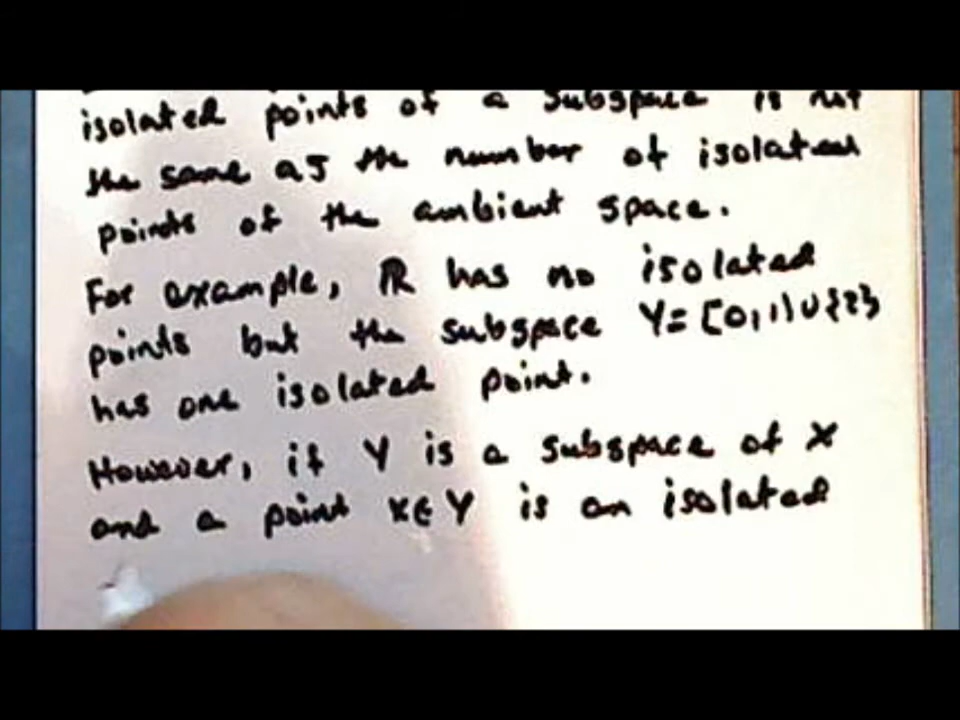 isolated points of a subspace is not
the same as the number of isolated
points of the ambient space.
For example, ℝ has no isolated
points but the subspace Y = [0,1) ∪ {2}
has one isolated point.
However, if Y is a subspace of X
and a point x ∈ Y is an isolated